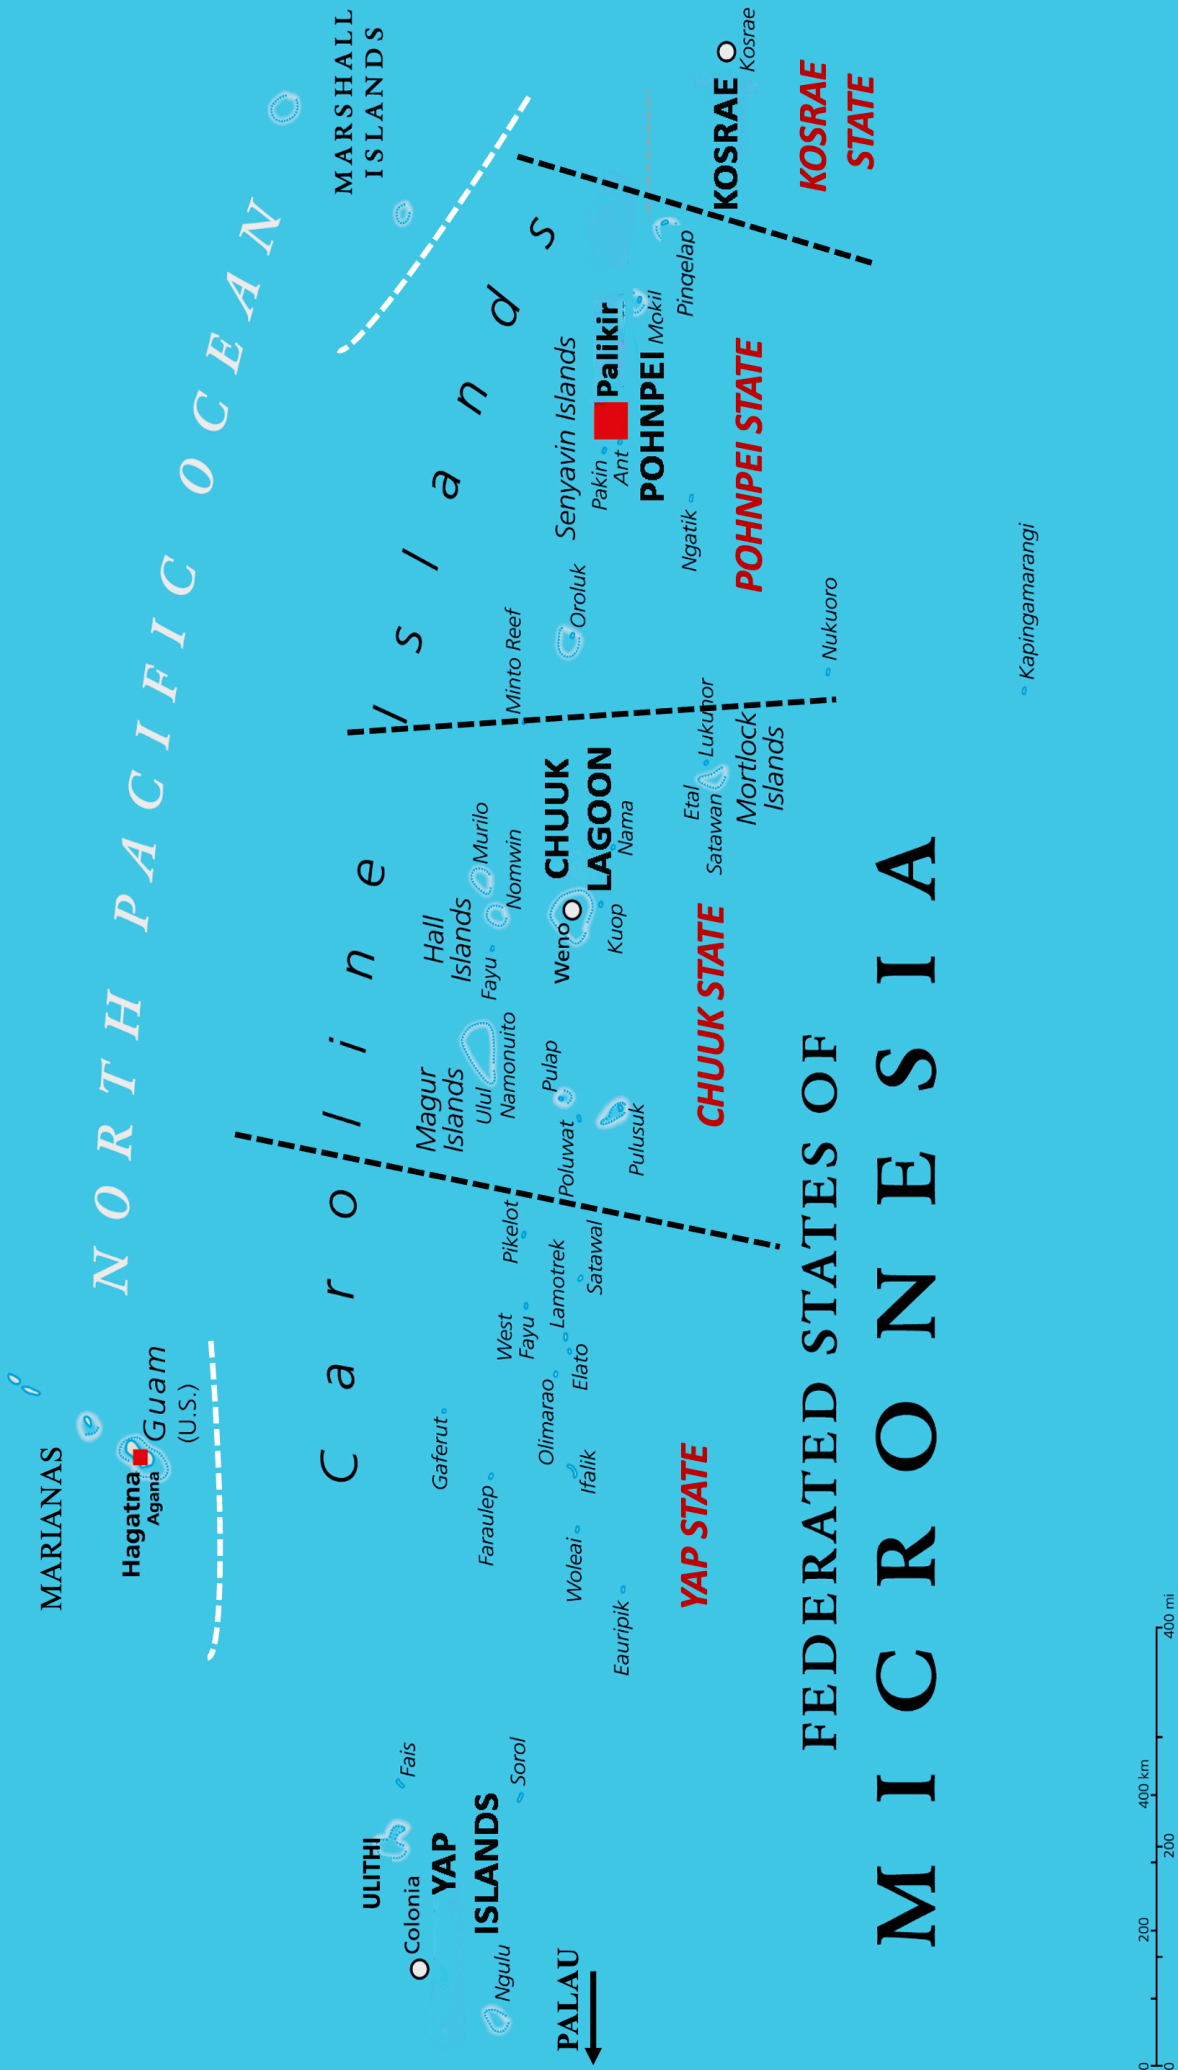 NORTH PACIFIC OCEAN
MARIANAS
Hagatna
Agana
Guam
(U.S.)
MARSHALL
ISLANDS
Caroline Islands
ULITHI
Colonia
Fais
YAP
ISLANDS
Ngulu
Sorol
PALAU
Gaferut
Faraulep
West
Fayu
Pikelot
Olimarao
Lamotrek
Elato
Satawal
Woleai
Ifalik
Eauripik
YAP STATE
Magur
Islands
Ulul
Namonuito
Hall
Islands
Fayu
Murilo
Nomwin
Pulap
Poluwat
Pulusuk
Weno
CHUUK
LAGOON
Kuop
Nama
Etal
Lukunor
Satawan
Mortlock
Islands
CHUUK STATE
Minto Reef
Oroluk
Senyavin Islands
Pakin
Palikir
Ant
POHNPEI
Mokil
Pingelap
Ngatik
POHNPEI STATE
Nukuoro
Kapingamarangi
KOSRAE
Kosrae
KOSRAE
STATE
FEDERATED STATES OF
MICRONESIA
0 200 400 km
0 200 400 mi